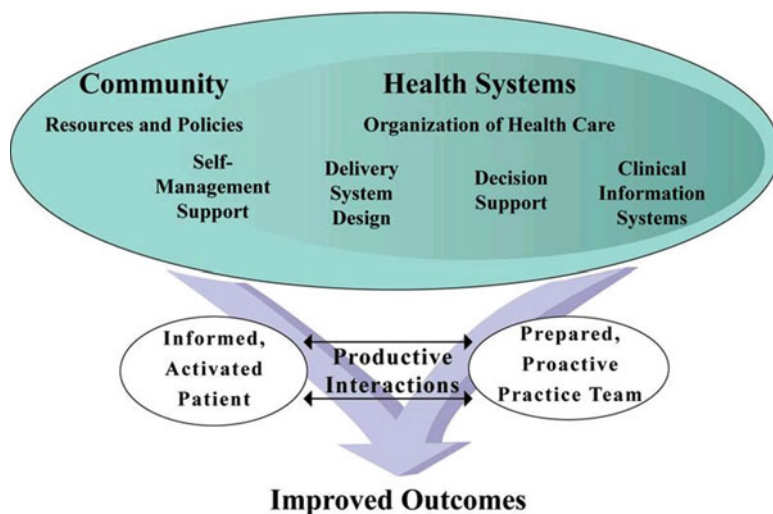 Community
Health Systems
Resources and Policies
Organization of Health Care
Self-
Management
Support
Delivery
System
Design
Decision
Support
Clinical
Information
Systems
Informed,
Activated
Patient
Productive
Interactions
Prepared,
Proactive
Practice Team
Improved Outcomes